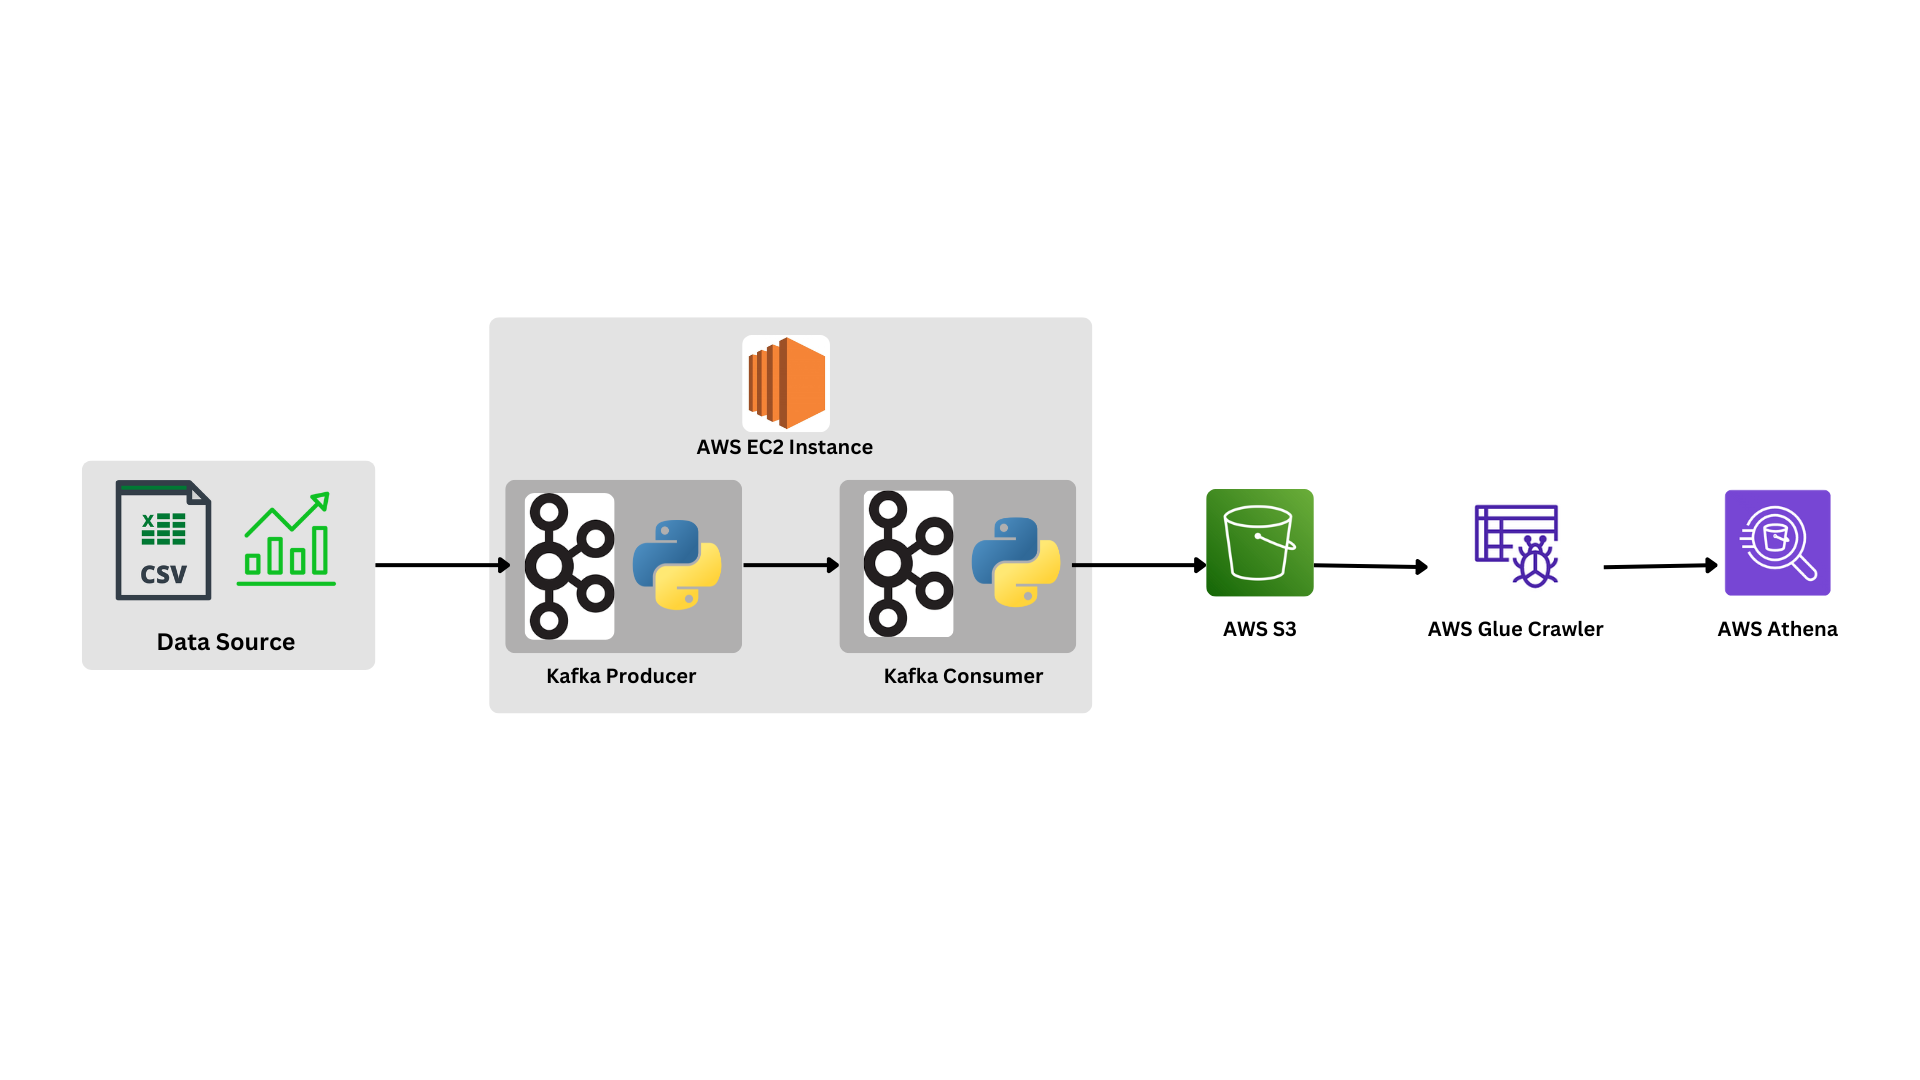 AWS EC2 Instance
X
CSV
Data Source
Kafka Producer
Kafka Consumer
AWS S3
AWS Glue Crawler
AWS Athena